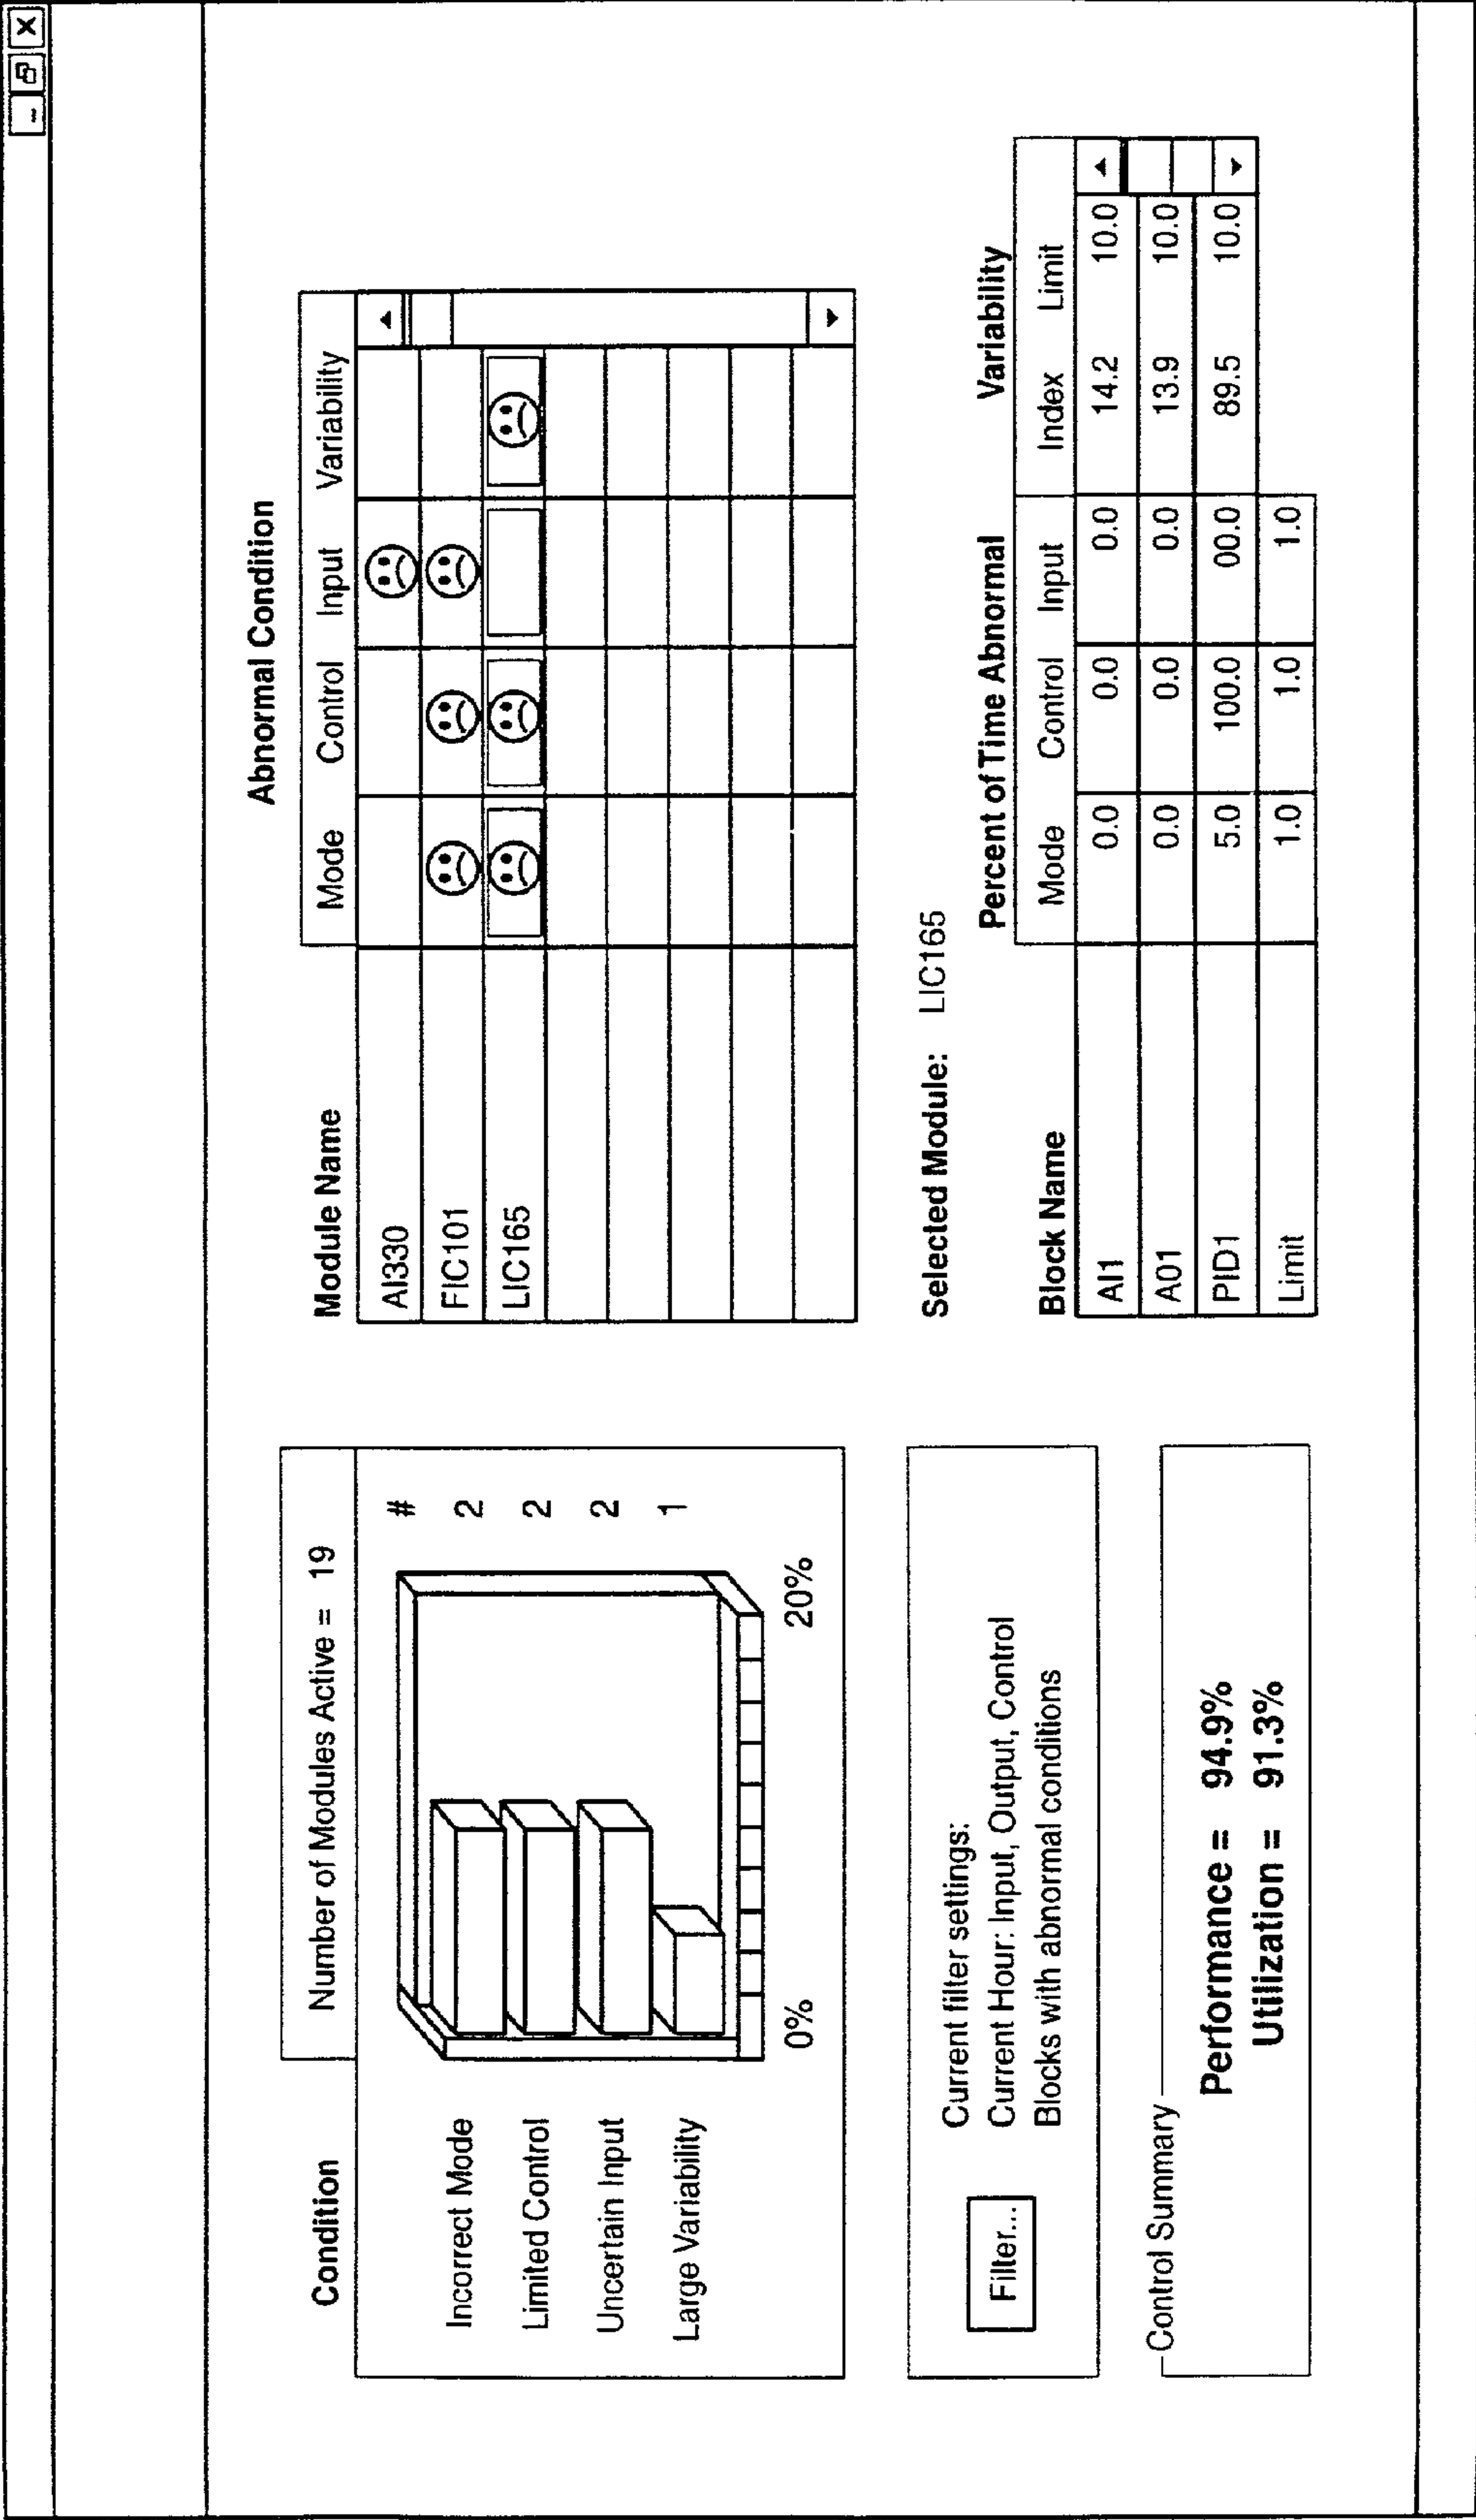 Condition
Number of Modules Active = 19
#
Incorrect Mode 2
Limited Control 2
Uncertain Input 2
Large Variability 1
0% 20%
Filter...
Current filter settings:
Current Hour: Input, Output, Control
Blocks with abnormal conditions
Control Summary
Performance = 94.9%
Utilization = 91.3%
Abnormal Condition
Module Name Mode Control Input Variability
AI330
FIC101
LIC165
Selected Module: LIC165
Percent of Time Abnormal Variability
Block Name Mode Control Input Index Limit
AI1 0.0 0.0 0.0 14.2 10.0
A01 0.0 0.0 0.0 13.9 10.0
PID1 5.0 100.0 00.0 89.5 10.0
Limit 1.0 1.0 1.0